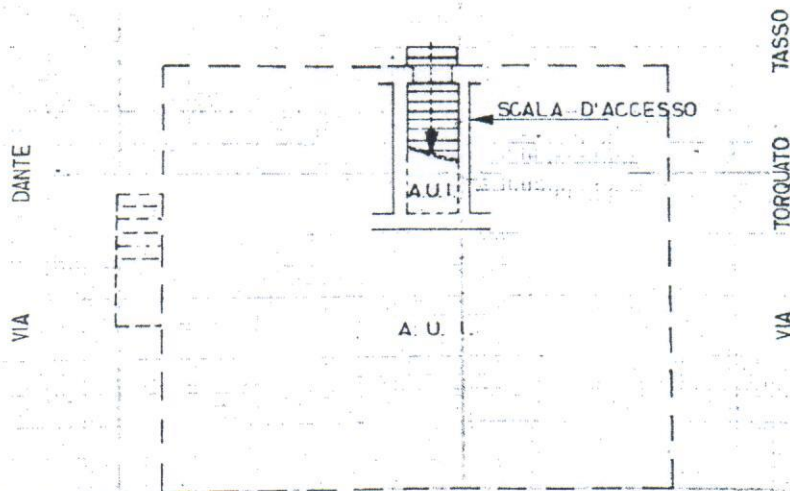 TASSO
SCALA D'ACCESSO
DANTE
TORQUATO
A.U.I.
VIA
VIA
A. U. I.